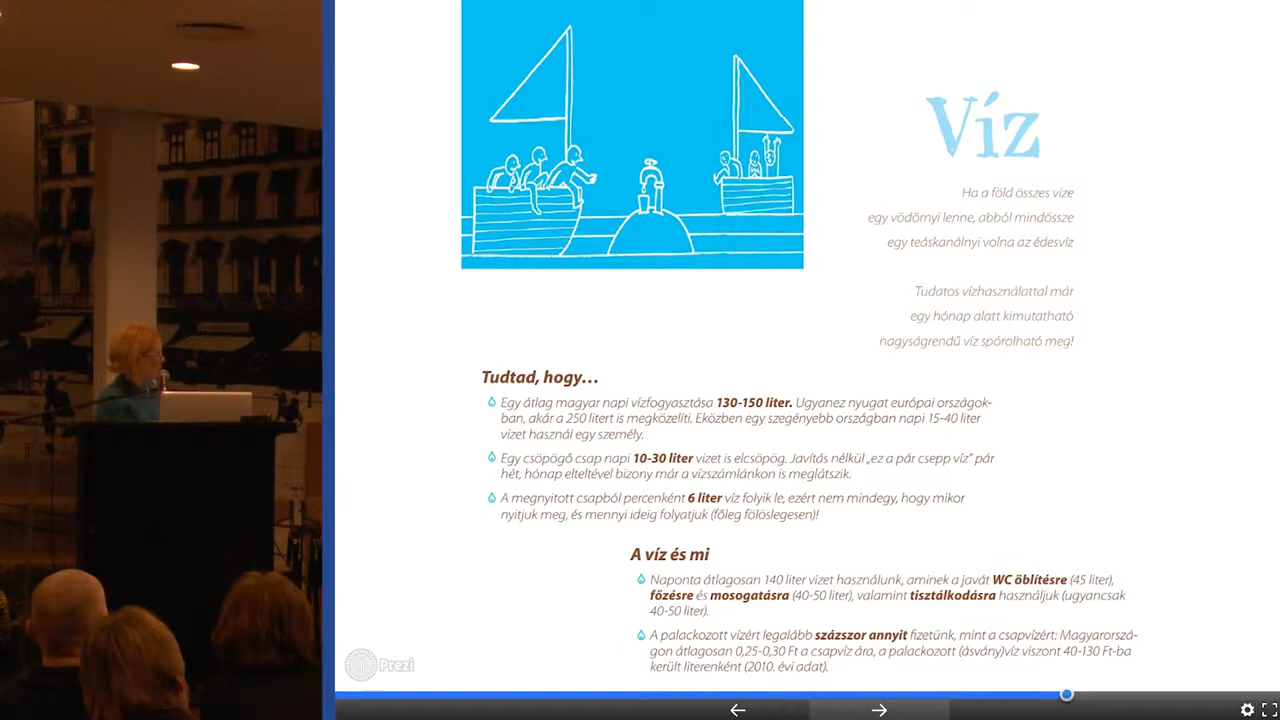 Víz
Ha a föld összes vize
egy vödörnyi lenne, abból mindössze
egy teáskanálnyi volna az édesvíz
Tudatos vízhasználattal már
egy hónap alatt kimutatható
nagyságrendű víz spórolható meg!
Tudtad, hogy…
Egy átlag magyar napi vízfogyasztása 130-150 liter. Ugyanez nyugat európai országok-
ban, akár a 250 litert is megközelíti. Eközben egy szegényebb országban napi 15-40 liter
vizet használ egy személy.
Egy csöpögő csap napi 10-30 liter vizet is elcsöpög. Javítás nélkül „ez a pár csepp víz” pár
hét, hónap elteltével bizony már a vízszámlánkon is meglátszik.
A megnyitott csapból percenként 6 liter víz folyik le, ezért nem mindegy, hogy mikor
nyitjuk meg, és mennyi ideig folyatjuk (főleg fölöslegesen)!
A víz és mi
Naponta átlagosan 140 liter vizet használunk, aminek a javát WC öblítésre (45 liter),
főzésre és mosogatásra (40-50 liter), valamint tisztálkodásra használjuk (ugyancsak
40-50 liter).
A palackozott vízért legalább százszor annyit fizetünk, mint a csapvízért: Magyarorszá-
gon átlagosan 0,25-0,30 Ft a csapvíz ára, a palackozott (ásvány)víz viszont 40-130 Ft-ba
került literenként (2010. évi adat).
Prezi